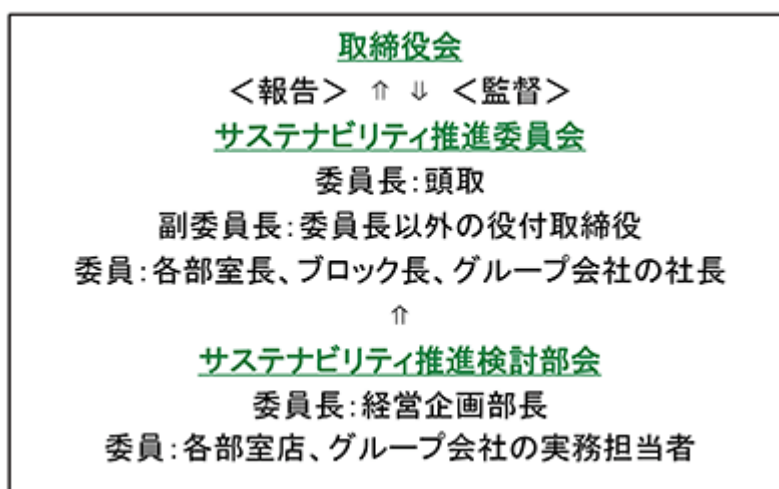 取締役会
＜報告＞ ⇑ ⇓ ＜監督＞
サステナビリティ推進委員会
委員長：頭取
副委員長：委員長以外の役付取締役
委員：各部室長、ブロック長、グループ会社の社長
⇑
サステナビリティ推進検討部会
委員長：経営企画部長
委員：各部室店、グループ会社の実務担当者